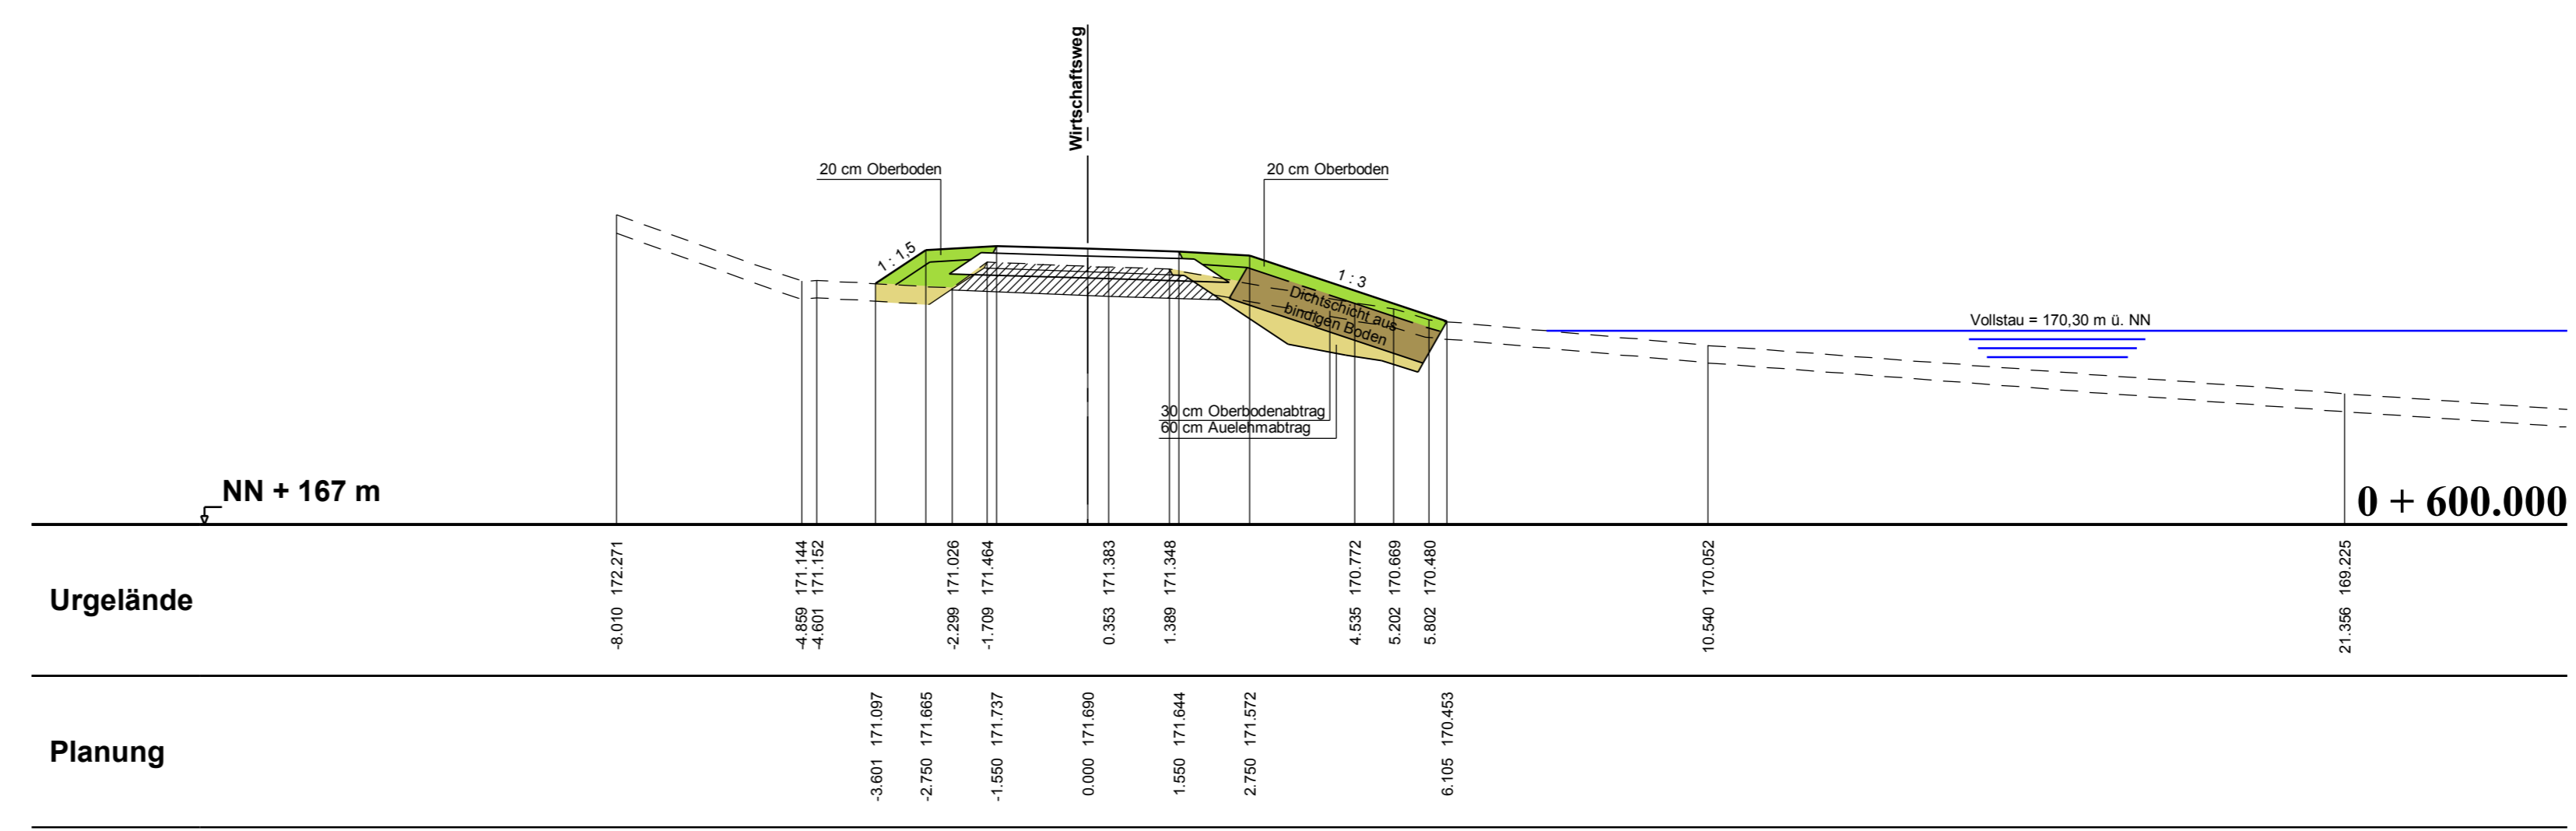 Wirtschaftsweg
20 cm Oberboden
20 cm Oberboden
1 : 1,5
1 : 3
Dichtschicht aus
bindigen Boden
Vollstau = 170,30 m ü. NN
30 cm Oberbodenabtrag
60 cm Auelehmabtrag
NN + 167 m
0 + 600.000
Urgelände
-8.010 172.271
-4.859 171.144
-4.601 171.152
-2.299 171.026
-1.709 171.464
0.353 171.383
1.389 171.348
4.535 170.772
5.202 170.669
5.802 170.480
10.540 170.052
21.356 169.225
Planung
-3.601 171.097
-2.750 171.665
-1.550 171.737
0.000 171.690
1.550 171.644
2.750 171.572
6.105 170.453